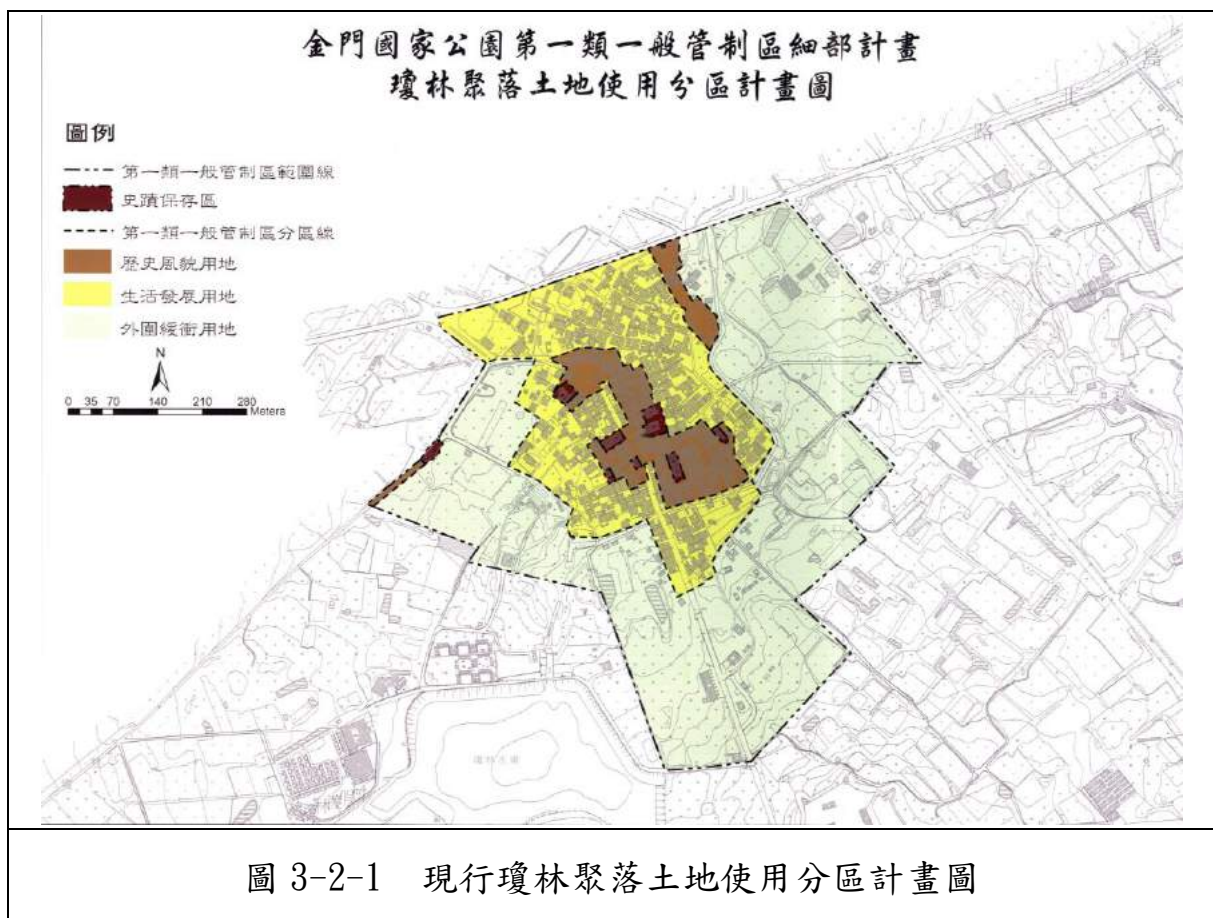 金門國家公園第一類一般管制區細部計畫
瓊林聚落土地使用分區計畫圖
圖例
第一類一般管制區範圍線
史蹟保存區
第一類一般管制區分區線
歷史風貌用地
生活發展用地
外圍緩衝用地
N
0 35 70 140 210 280
Meters
路
瓊林水庫
圖 3-2-1 現行瓊林聚落土地使用分區計畫圖